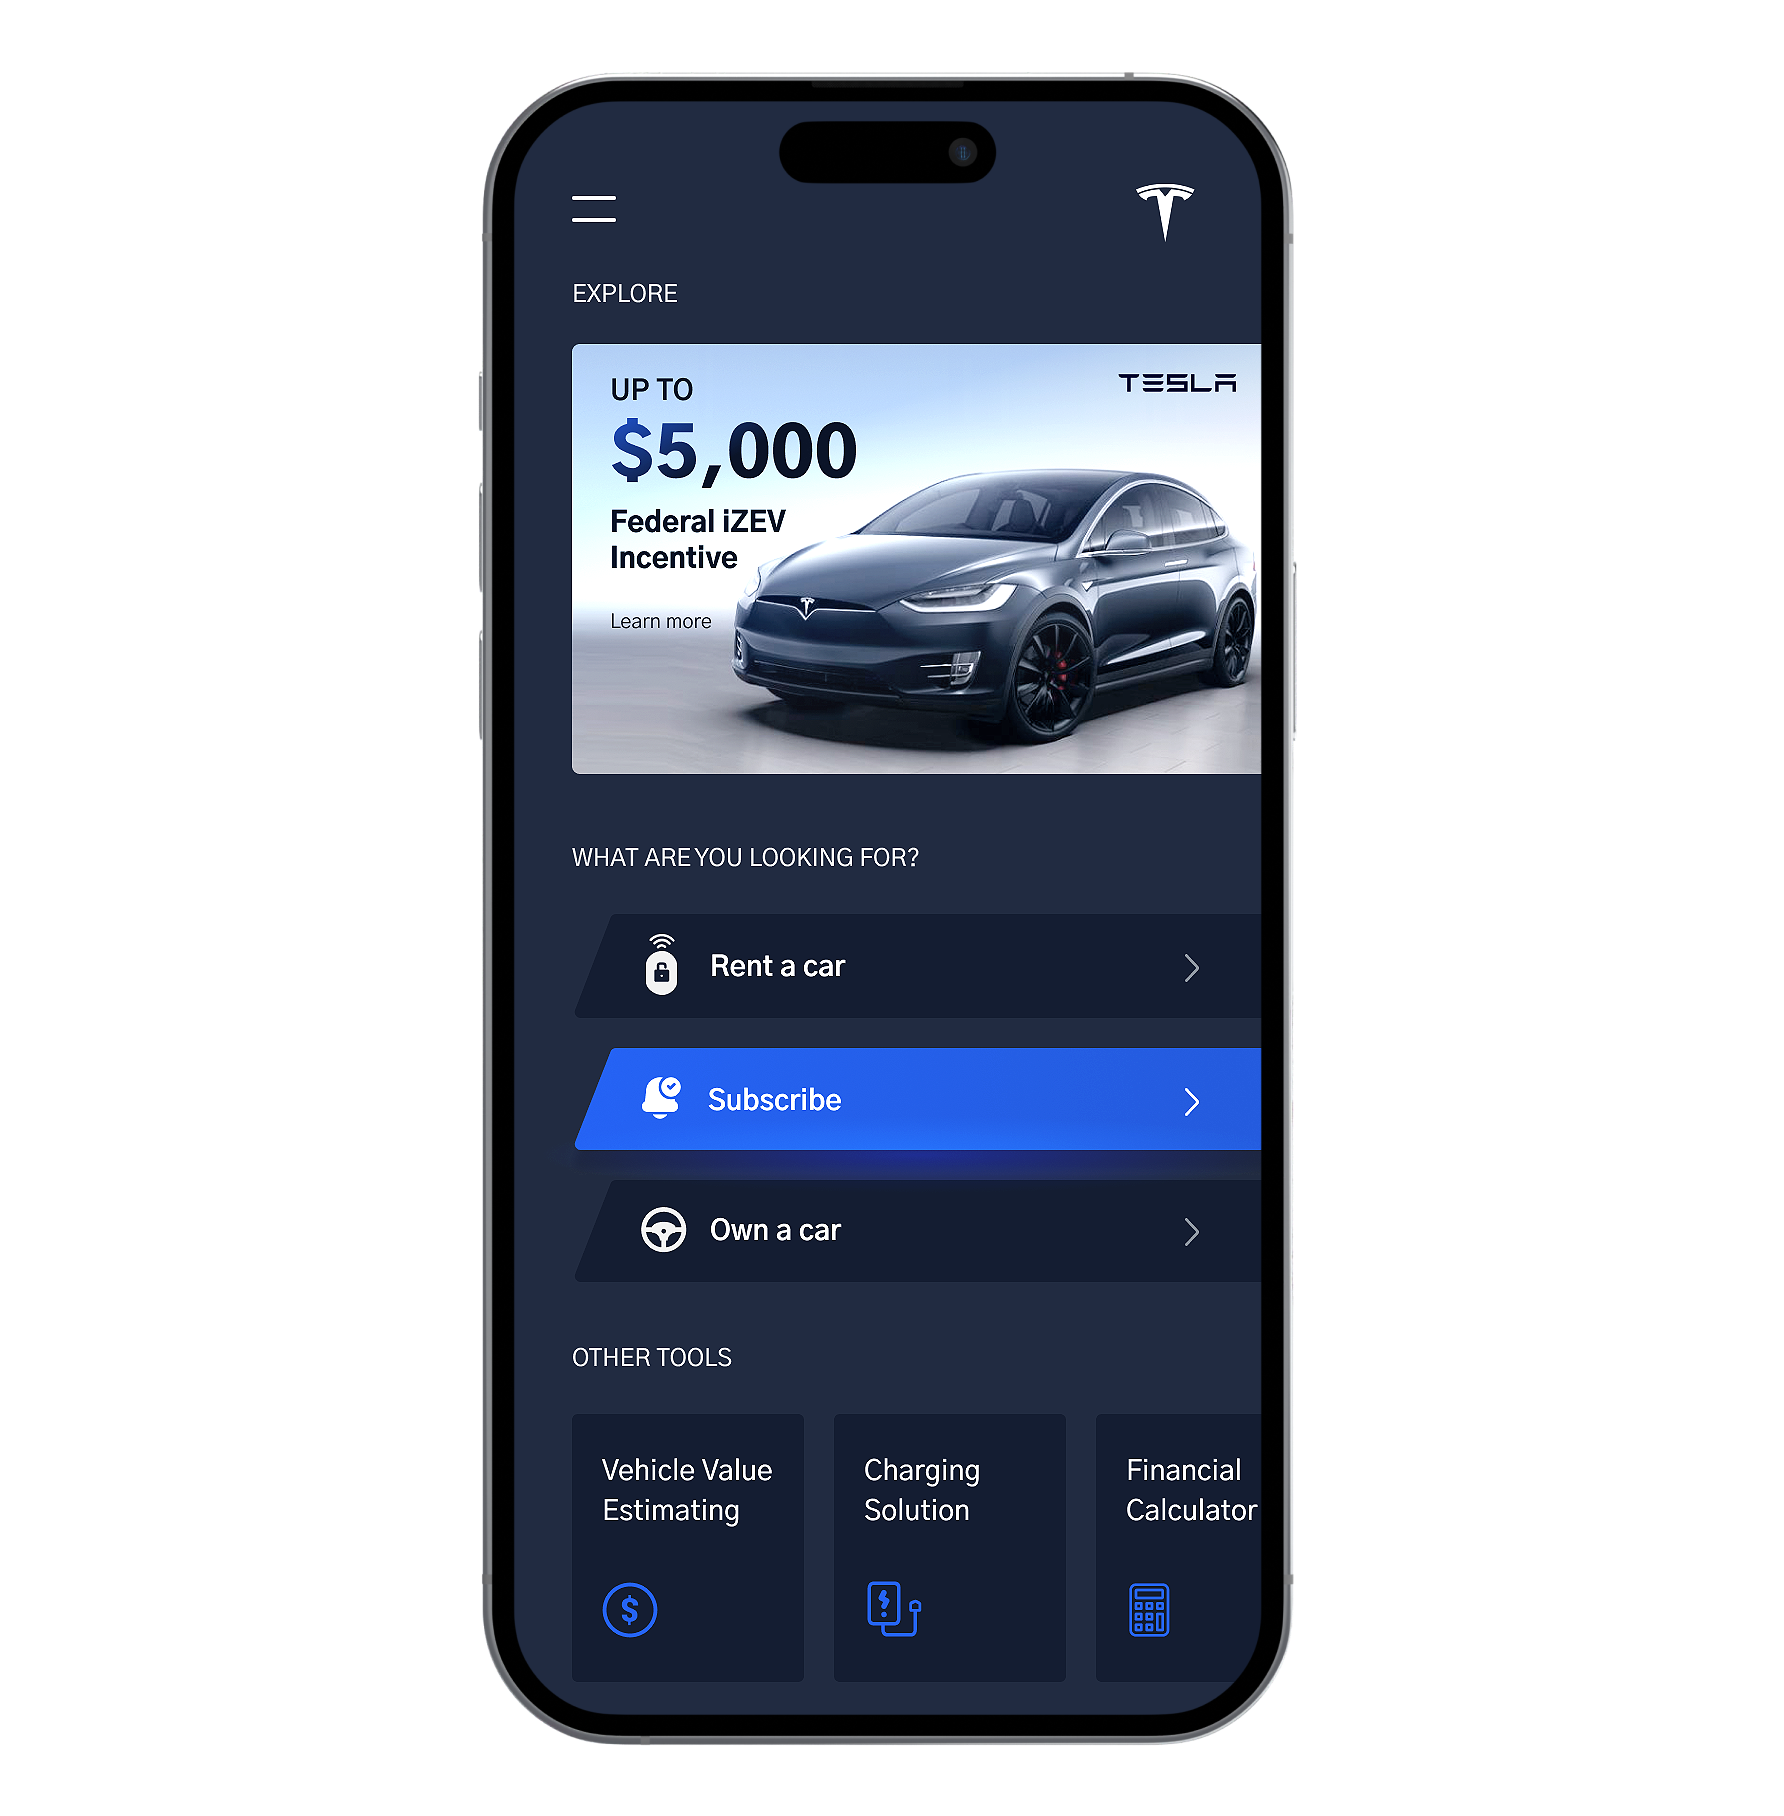 EXPLORE
UP TO
TESLA
$5,000
Federal iZEV
Incentive
Learn more
WHAT ARE YOU LOOKING FOR?
Rent a car
Subscribe
Own a car
OTHER TOOLS
Vehicle Value
Estimating
$
Charging
Solution
Financial
Calculator